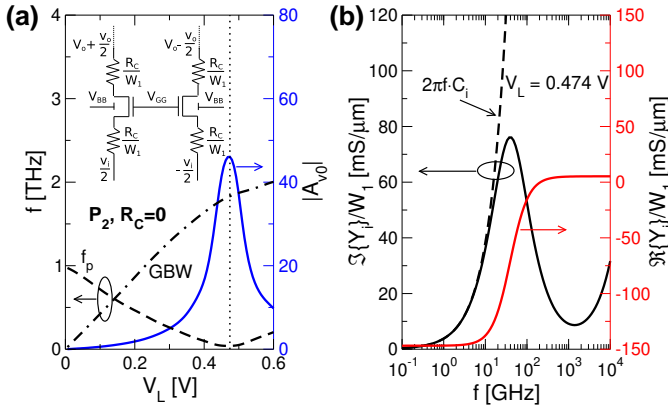 (a)
4
3
2
1
0
f [THz]
0.0
0.2
0.4
0.6
V_L [V]
80
60
40
20
0
|A_v0|
V_o+ v_o/2
V_o- v_o/2
R_C/W_1
R_C/W_1
V_BB
V_GG
V_BB
R_C/W_1
R_C/W_1
v_i/2
- v_i/2
P_2, R_C=0
f_p
GBW
(b)
120
100
80
60
40
20
0
ℑ{Y_i}/W_1 [mS/μm]
2πf·C_i
V_L = 0.474 V
10^-1
10^0
10^1
10^2
10^3
10^4
f [GHz]
150
100
50
0
-50
-100
-150
ℜ{Y_i}/W_1 [mS/μm]